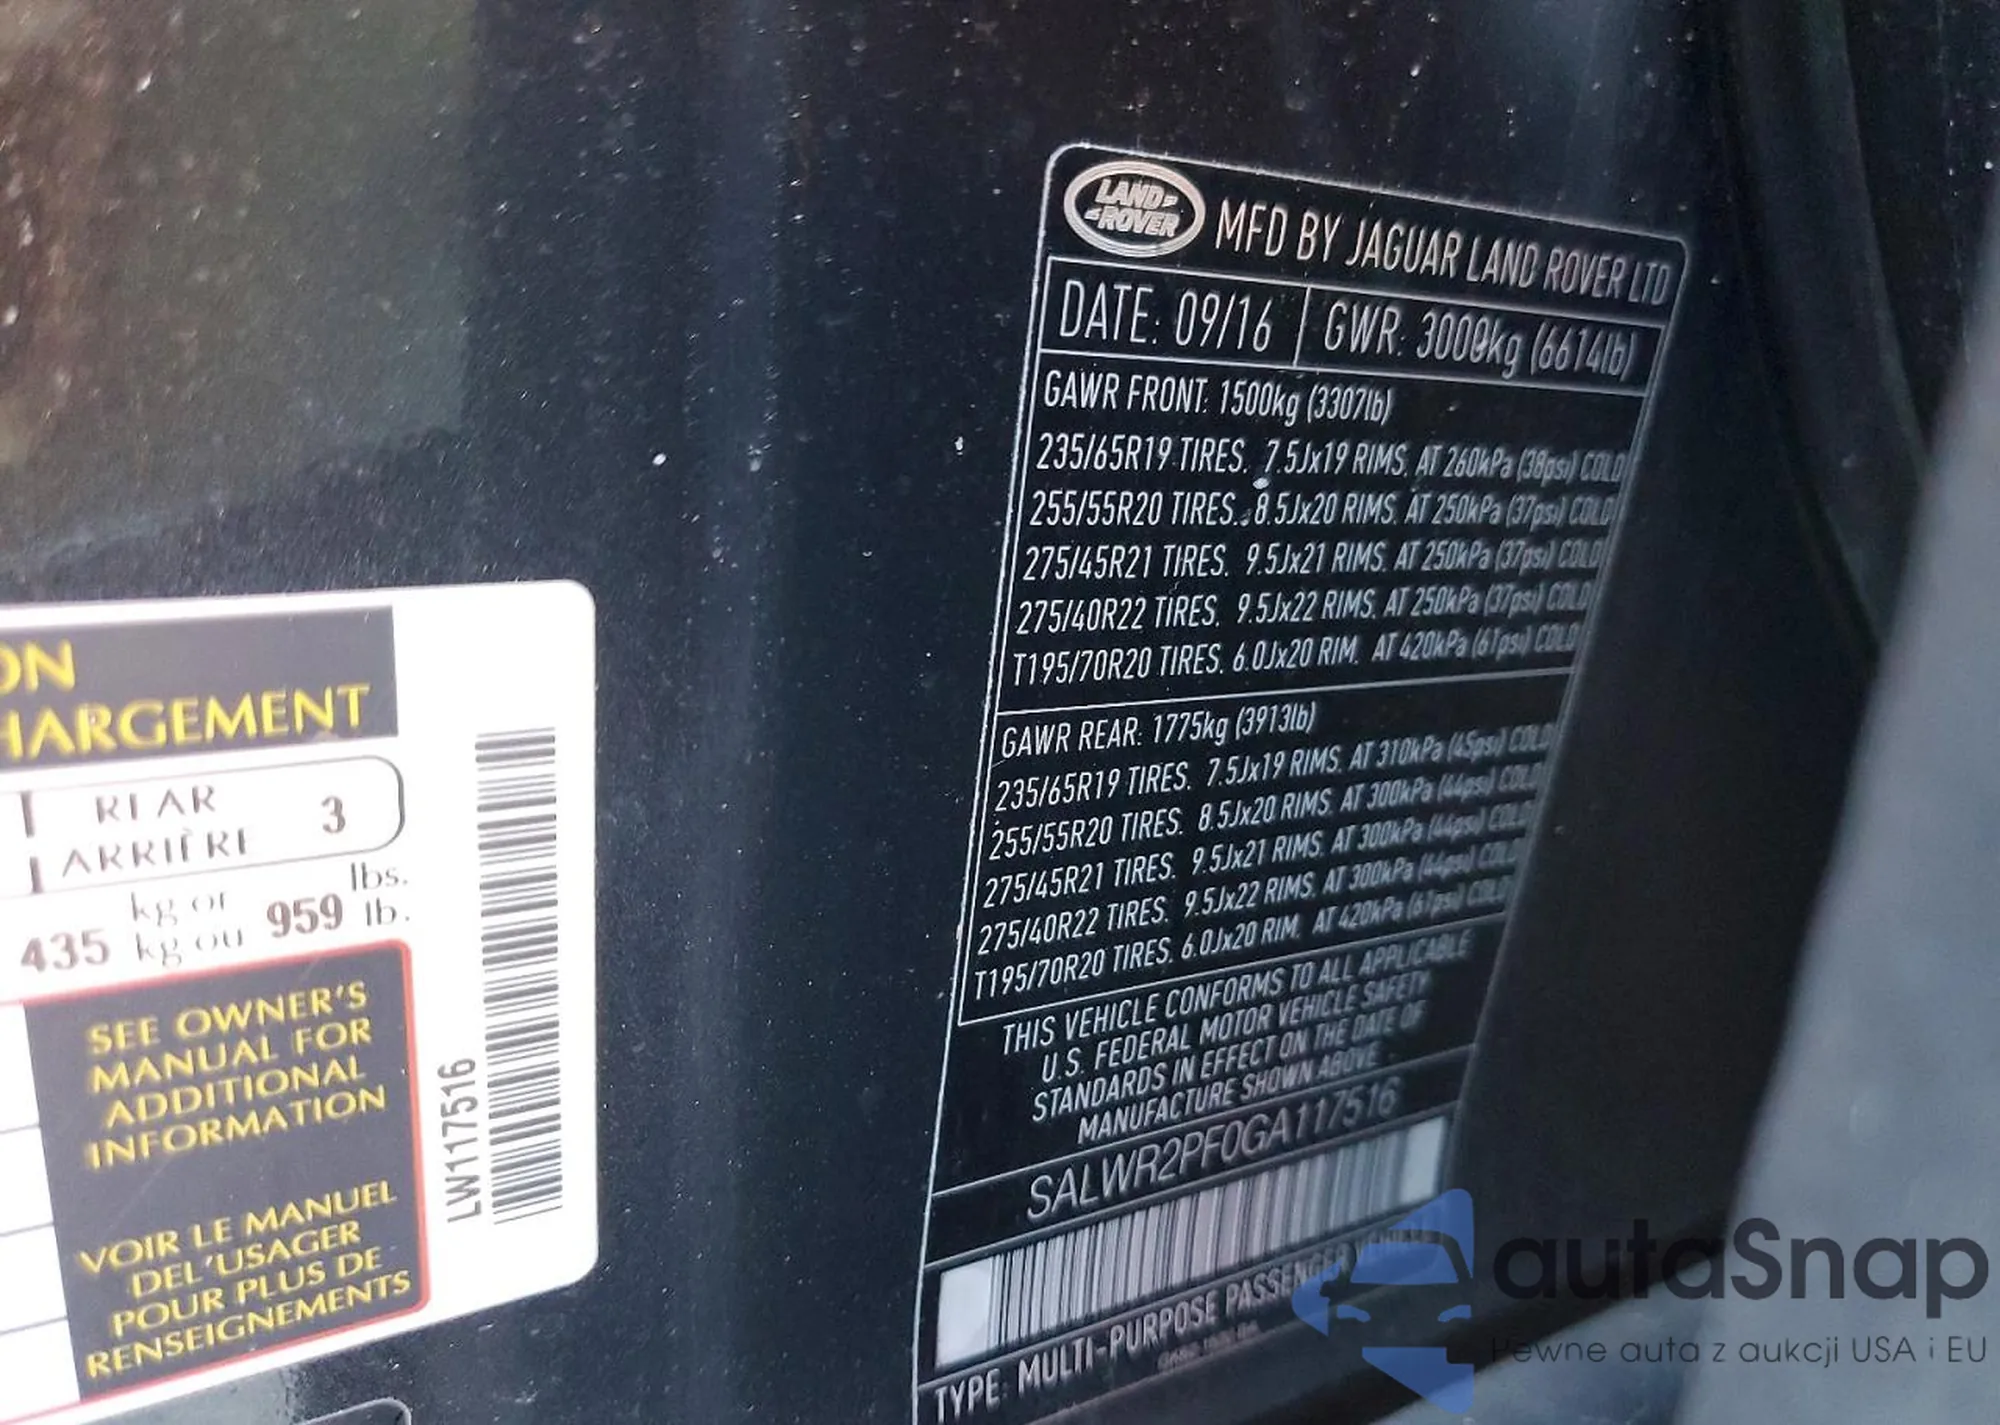 ON
HARGEMENT
REAR
ARRIÈRE
3
lbs.
435 kg or
kg ou 959 lb.
SEE OWNER'S
MANUAL FOR
ADDITIONAL
INFORMATION
VOIR LE MANUEL
DEL'USAGER
POUR PLUS DE
RENSEIGNEMENTS
LW117516
LAND
ROVER
MFD BY JAGUAR LAND ROVER LTD
DATE: 09/16 GWR: 3000kg (6614lb)
GAWR FRONT: 1500kg (3307lb)
235/65R19 TIRES. 7.5Jx19 RIMS. AT 260kPa (38psi) COLD
255/55R20 TIRES. 8.5Jx20 RIMS. AT 250kPa (37psi) COLD
275/45R21 TIRES. 9.5Jx21 RIMS. AT 250kPa (37psi) COLD
275/40R22 TIRES. 9.5Jx22 RIMS. AT 250kPa (37psi) COLD
T195/70R20 TIRES. 6.0Jx20 RIM. AT 420kPa (61psi) COLD
GAWR REAR: 1775kg (3913lb)
235/65R19 TIRES. 7.5Jx19 RIMS. AT 310kPa (45psi) COLD
255/55R20 TIRES. 8.5Jx20 RIMS. AT 300kPa (44psi) COLD
275/45R21 TIRES. 9.5Jx21 RIMS. AT 300kPa (44psi) COLD
275/40R22 TIRES. 9.5Jx22 RIMS. AT 300kPa (44psi) COLD
T195/70R20 TIRES. 6.0Jx20 RIM. AT 420kPa (61psi) COLD
THIS VEHICLE CONFORMS TO ALL APPLICABLE
U.S. FEDERAL MOTOR VEHICLE SAFETY
STANDARDS IN EFFECT ON THE DATE OF
MANUFACTURE SHOWN ABOVE
SALWR2PF0GA117516
TYPE: MULTI-PURPOSE PASSENGER VEHICLE
autaSnap
Pewne auta z aukcji USA i EU